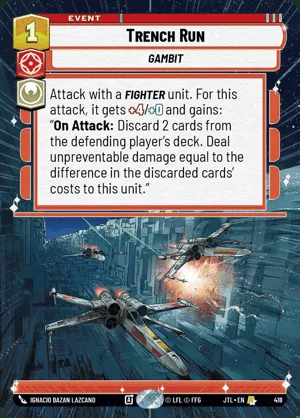 EVENT
1
TRENCH RUN
GAMBIT
Attack with a FIGHTER unit. For this
attack, it gets +4/+0 and gains:
"On Attack: Discard 2 cards from
the defending player's deck. Deal
unpreventable damage equal to the
difference in the discarded cards'
costs to this unit."
IGNACIO BAZAN LAZCANO
© LFL © FFG
JTL • EN
418